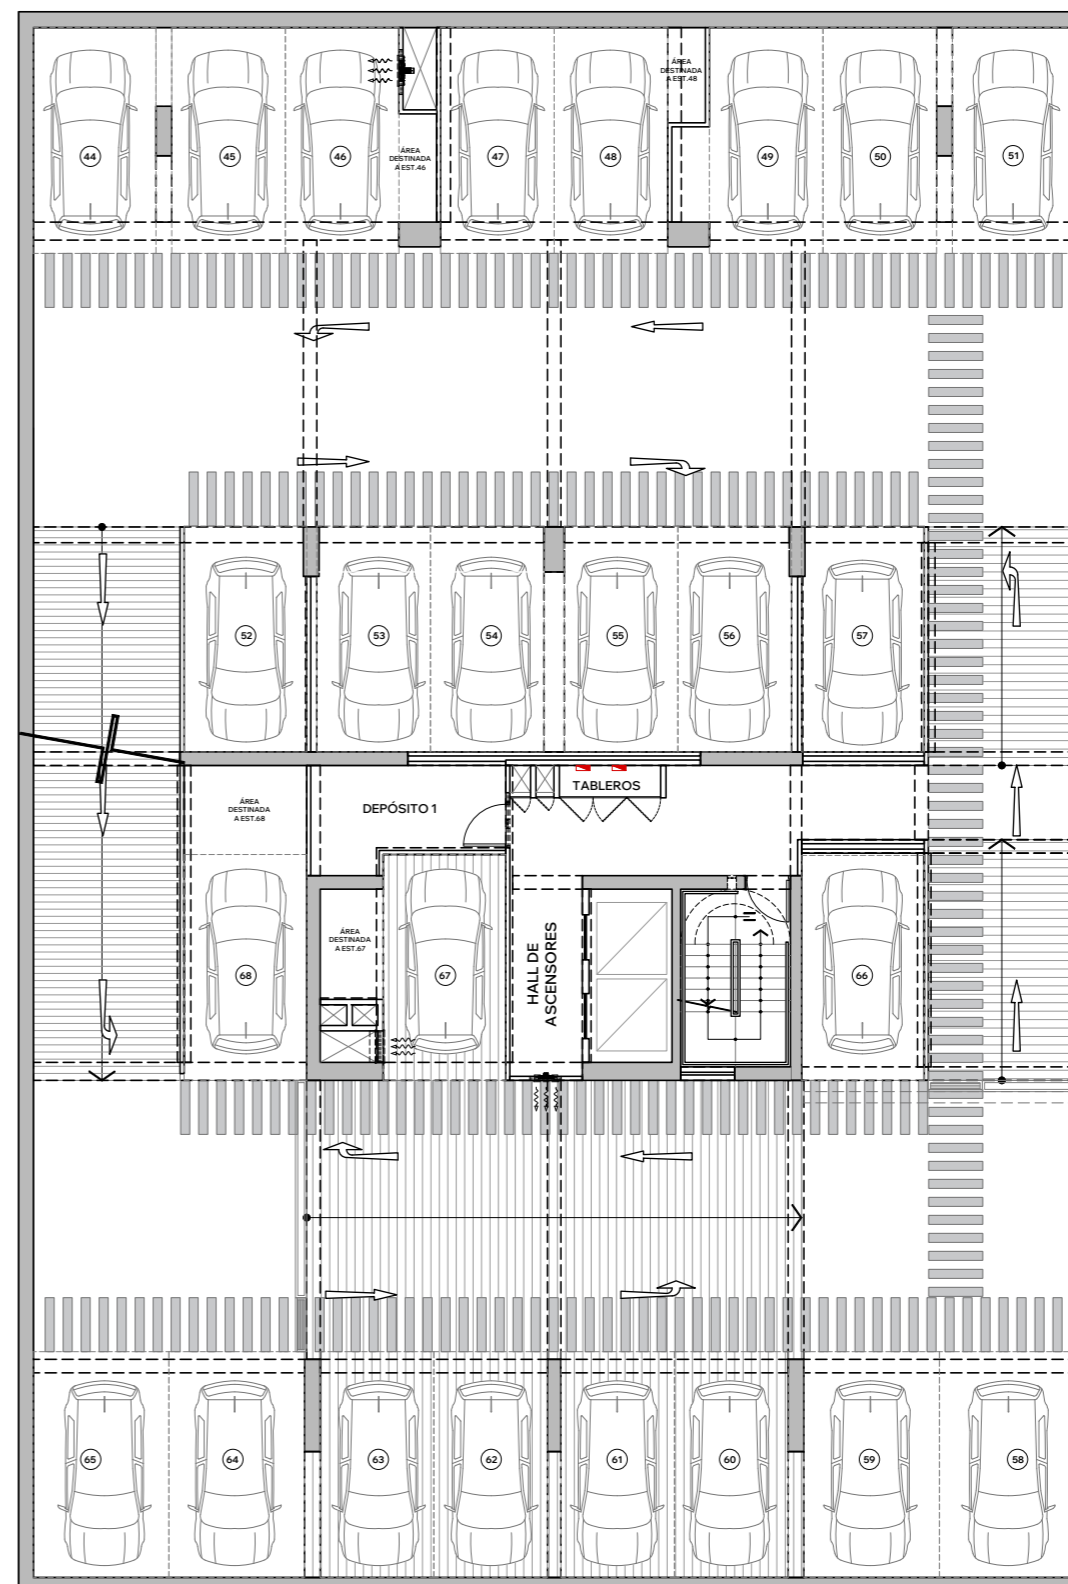 44
45
46
47
48
49
50
51
ÁREA
DESTINADA
A EST.46
ÁREA
DESTINADA
A EST.48
52
53
54
55
56
57
TABLEROS
DEPÓSITO 1
ÁREA
DESTINADA
A EST.68
ÁREA
DESTINADA
A EST.67
HALL DE
ASCENSORES
68
67
66
65
64
63
62
61
60
59
58